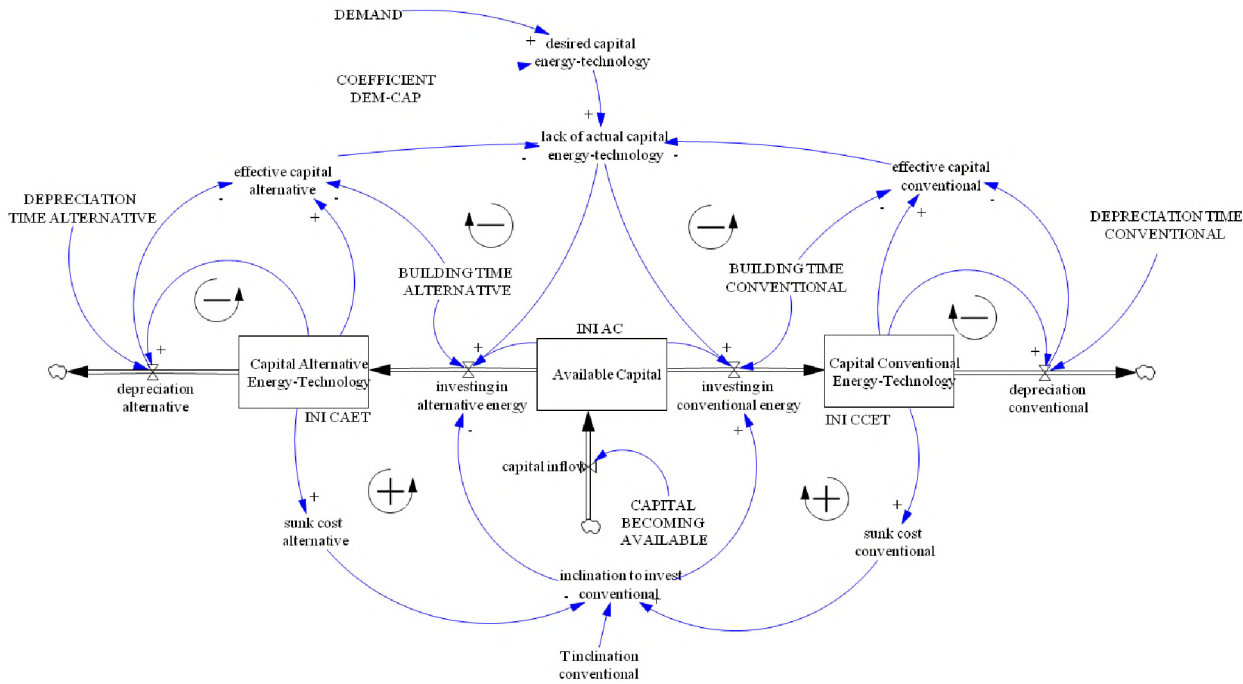 DEMAND
+
desired capital
energy-technology
COEFFICIENT
DEM-CAP
+
lack of actual capital
energy-technology
-
-
effective capital
alternative
-
-
+
effective capital
conventional
-
-
+
DEPRECIATION
TIME ALTERNATIVE
DEPRECIATION TIME
CONVENTIONAL
−
−
BUILDING TIME
ALTERNATIVE
BUILDING TIME
CONVENTIONAL
−
−
INI AC
+
+
+
+
Capital Alternative
Energy-Technology
Available Capital
Capital Conventional
Energy-Technology
depreciation
alternative
investing in
alternative energy
investing in
conventional energy
depreciation
conventional
INI CAET
INI CCET
-
+
capital inflow
+
+
CAPITAL
BECOMING
AVAILABLE
+
+
sunk cost
alternative
sunk cost
conventional
inclination to invest
conventional
-
+
T inclination
conventional